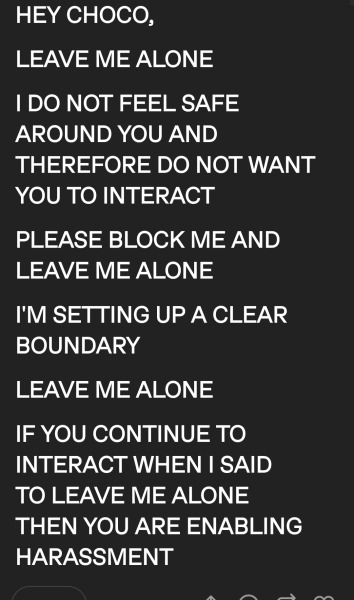 HEY CHOCO,
LEAVE ME ALONE
I DO NOT FEEL SAFE
AROUND YOU AND
THEREFORE DO NOT WANT
YOU TO INTERACT
PLEASE BLOCK ME AND
LEAVE ME ALONE
I'M SETTING UP A CLEAR
BOUNDARY
LEAVE ME ALONE
IF YOU CONTINUE TO
INTERACT WHEN I SAID
TO LEAVE ME ALONE
THEN YOU ARE ENABLING
HARASSMENT